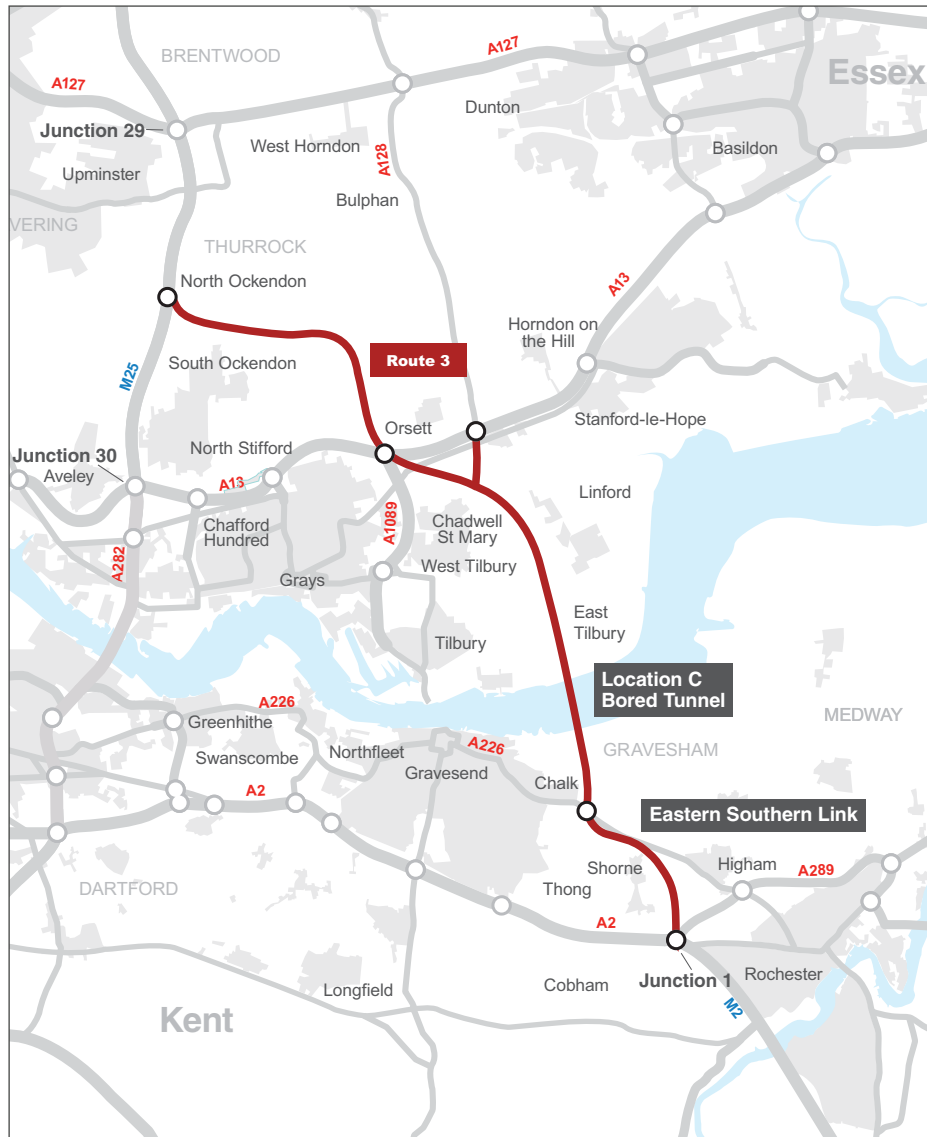 BRENTWOOD
A127
Essex
A127
Dunton
Junction 29
West Horndon
A128
Basildon
Upminster
Bulphan
VERING
THURROCK
North Ockendon
A13
Horndon on
the Hill
Route 3
South Ockendon
M25
Orsett
Stanford-le-Hope
North Stifford
Junction 30
Aveley
A13
Linford
Chafford
Hundred
A1089
Chadwell
St Mary
A282
West Tilbury
Grays
East
Tilbury
Tilbury
Location C
Bored Tunnel
A226
MEDWAY
Greenhithe
A226
GRAVESHAM
Northfleet
Swanscombe
Gravesend
Chalk
A2
Eastern Southern Link
Shorne
Higham
A289
DARTFORD
Thong
A2
Junction 1
Rochester
Cobham
Longfield
M2
Kent